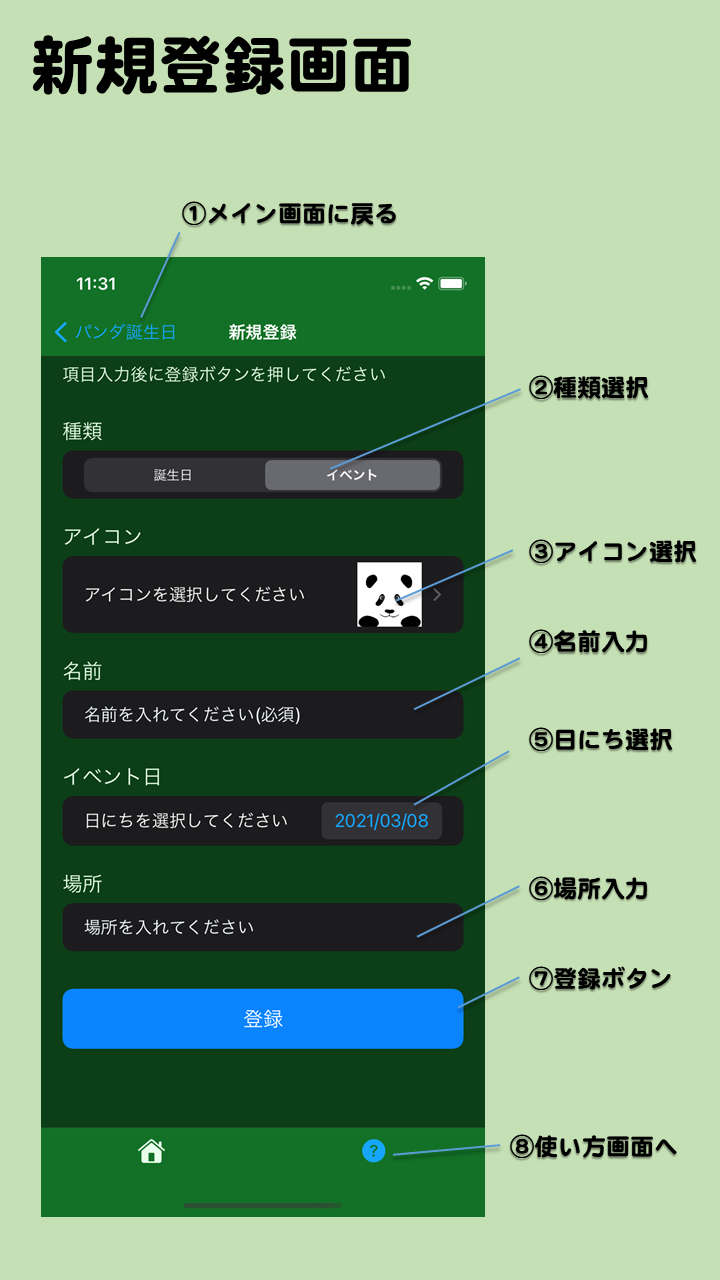 新規登録画面
①メイン画面に戻る
11:31
パンダ誕生日
新規登録
項目入力後に登録ボタンを押してください
②種類選択
種類
誕生日
イベント
アイコン
③アイコン選択
アイコンを選択してください
④名前入力
名前
名前を入れてください(必須)
⑤日にち選択
イベント日
日にちを選択してください
2021/03/08
場所
⑥場所入力
場所を入れてください
⑦登録ボタン
登録
?
⑧使い方画面へ